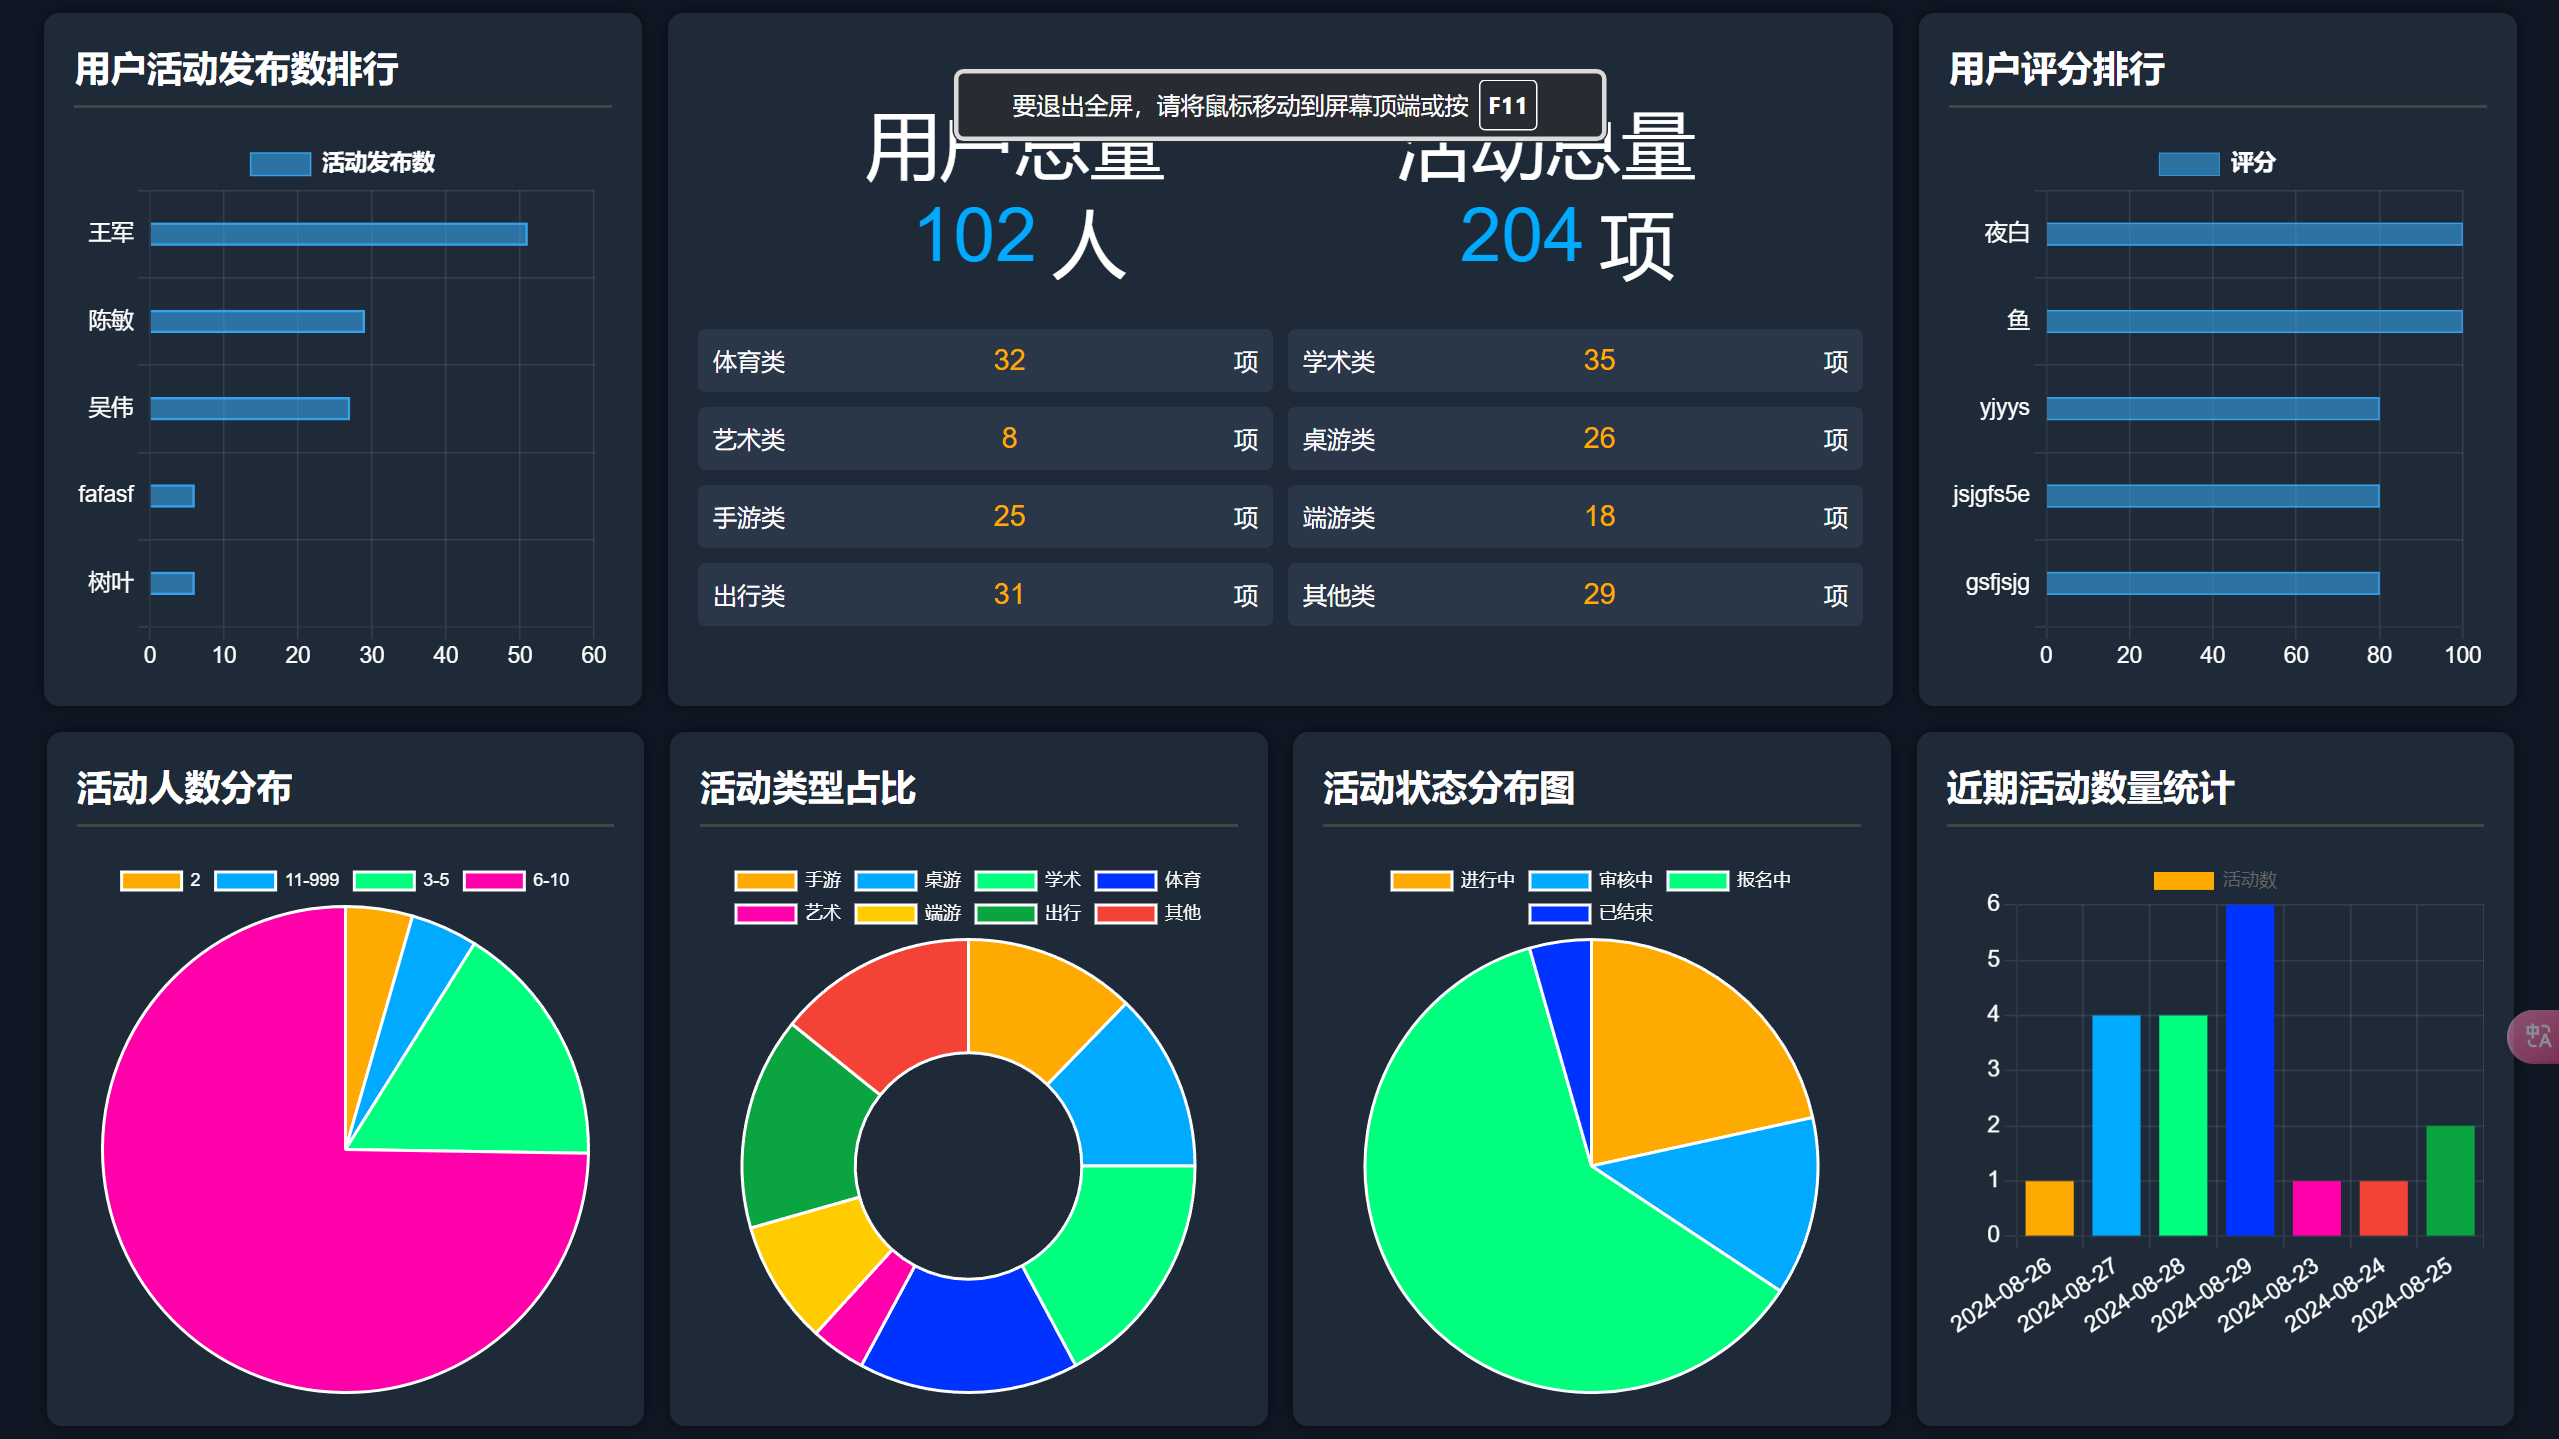 用户活动发布数排行
活动发布数
王军
陈敏
吴伟
fafasf
树叶
0 10 20 30 40 50 60
要退出全屏，请将鼠标移动到屏幕顶端或按 F11
用户总量
102 人
活动总量
204 项
体育类 32 项
学术类 35 项
艺术类 8 项
桌游类 26 项
手游类 25 项
端游类 18 项
出行类 31 项
其他类 29 项
用户评分排行
评分
夜白
鱼
yjyys
jsjgfs5e
gsfjsjg
0 20 40 60 80 100
活动人数分布
2 11-999 3-5 6-10
活动类型占比
手游 桌游 学术 体育
艺术 端游 出行 其他
活动状态分布图
进行中 审核中 报名中
已结束
近期活动数量统计
活动数
6
5
4
3
2
1
0
2024-08-26
2024-08-27
2024-08-28
2024-08-29
2024-08-23
2024-08-24
2024-08-25
中A